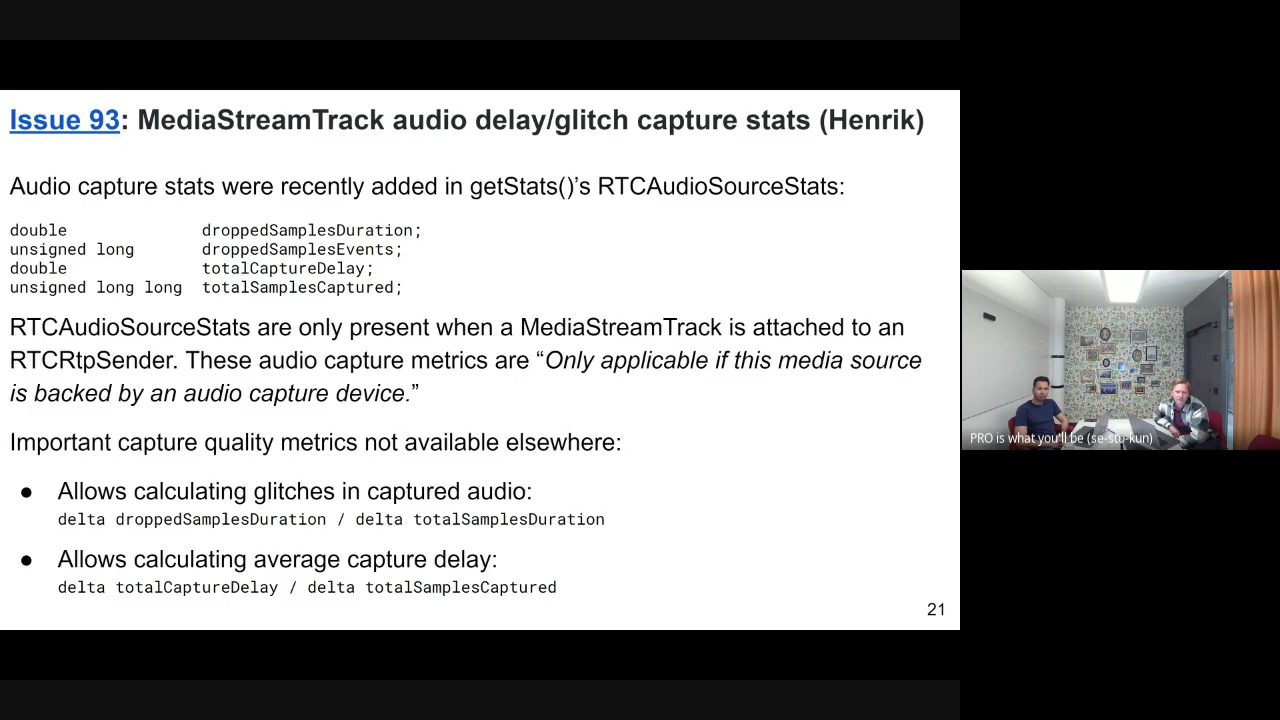 Issue 93: MediaStreamTrack audio delay/glitch capture stats (Henrik)
Audio capture stats were recently added in getStats()’s RTCAudioSourceStats:
double droppedSamplesDuration;
unsigned long droppedSamplesEvents;
double totalCaptureDelay;
unsigned long long totalSamplesCaptured;
RTCAudioSourceStats are only present when a MediaStreamTrack is attached to an
RTCRtpSender. These audio capture metrics are “Only applicable if this media source
is backed by an audio capture device.”
Important capture quality metrics not available elsewhere:
● Allows calculating glitches in captured audio:
delta droppedSamplesDuration / delta totalSamplesDuration
● Allows calculating average capture delay:
delta totalCaptureDelay / delta totalSamplesCaptured
21
PRO is what you'll be (se-stu-kun)